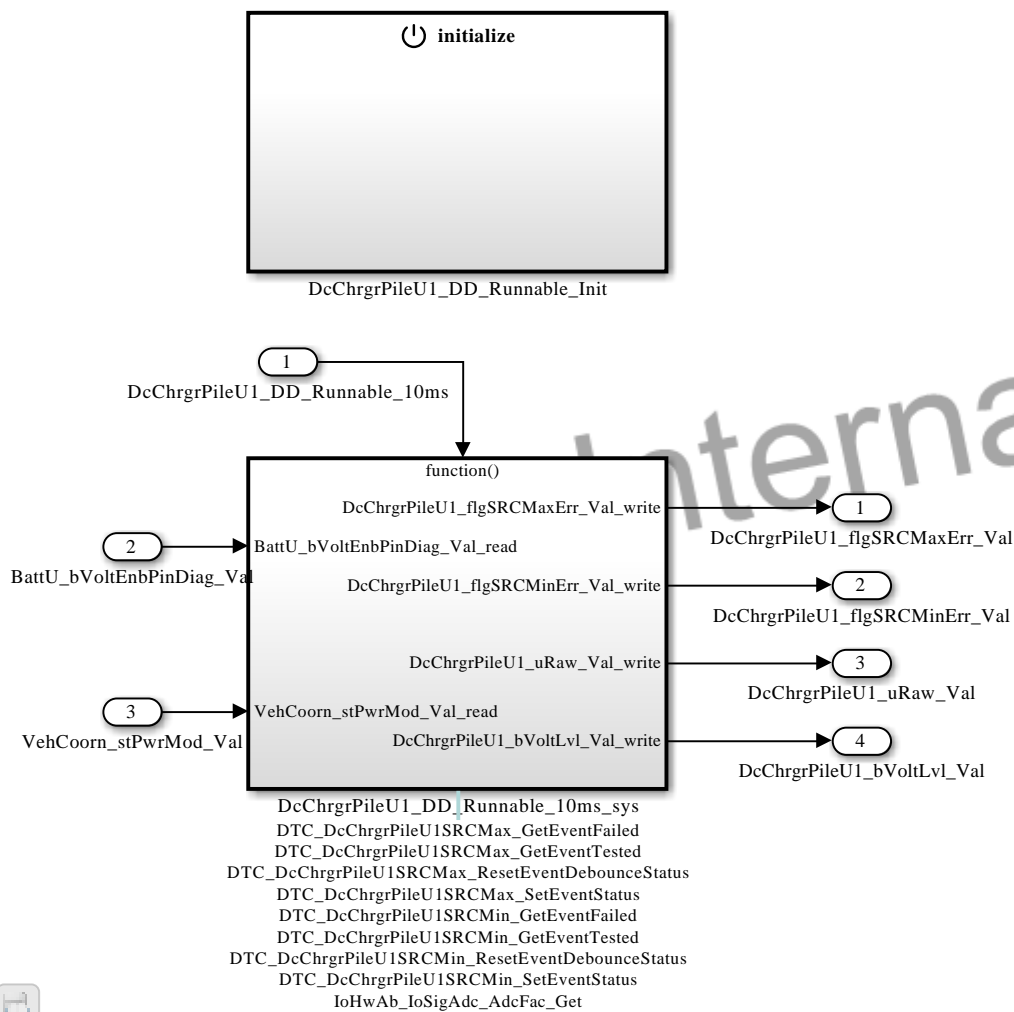 initialize
DcChrgrPileU1_DD_Runnable_Init
1
DcChrgrPileU1_DD_Runnable_10ms
function()
DcChrgrPileU1_flgSRCMaxErr_Val_write
1
DcChrgrPileU1_flgSRCMaxErr_Val
2
BattU_bVoltEnbPinDiag_Val
BattU_bVoltEnbPinDiag_Val_read
DcChrgrPileU1_flgSRCMinErr_Val_write
2
DcChrgrPileU1_flgSRCMinErr_Val
DcChrgrPileU1_uRaw_Val_write
3
DcChrgrPileU1_uRaw_Val
3
VehCoorn_stPwrMod_Val
VehCoorn_stPwrMod_Val_read
DcChrgrPileU1_bVoltLvl_Val_write
4
DcChrgrPileU1_bVoltLvl_Val
DcChrgrPileU1_DD_Runnable_10ms_sys
DTC_DcChrgrPileU1SRCMax_GetEventFailed
DTC_DcChrgrPileU1SRCMax_GetEventTested
DTC_DcChrgrPileU1SRCMax_ResetEventDebounceStatus
DTC_DcChrgrPileU1SRCMax_SetEventStatus
DTC_DcChrgrPileU1SRCMin_GetEventFailed
DTC_DcChrgrPileU1SRCMin_GetEventTested
DTC_DcChrgrPileU1SRCMin_ResetEventDebounceStatus
DTC_DcChrgrPileU1SRCMin_SetEventStatus
IoHwAb_IoSigAdc_AdcFac_Get
Interna